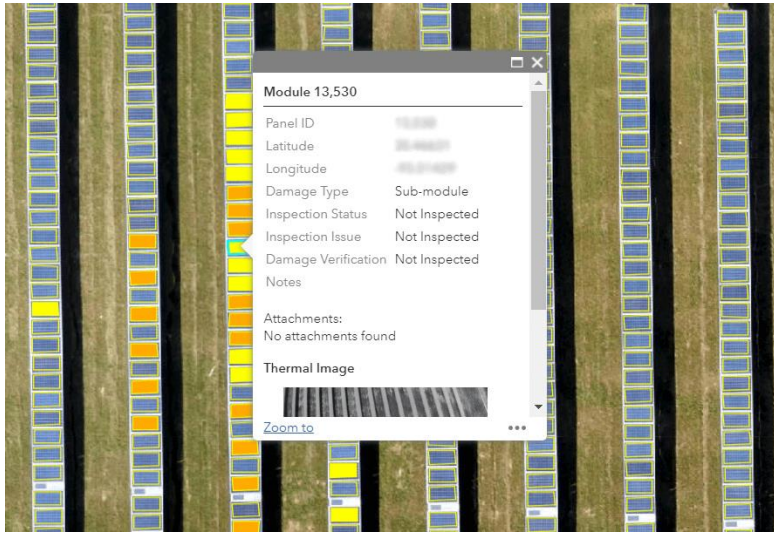 Module 13,530
Panel ID
Latitude
Longitude
Damage Type Sub-module
Inspection Status Not Inspected
Inspection Issue Not Inspected
Damage Verification Not Inspected
Notes
Attachments:
No attachments found
Thermal Image
Zoom to